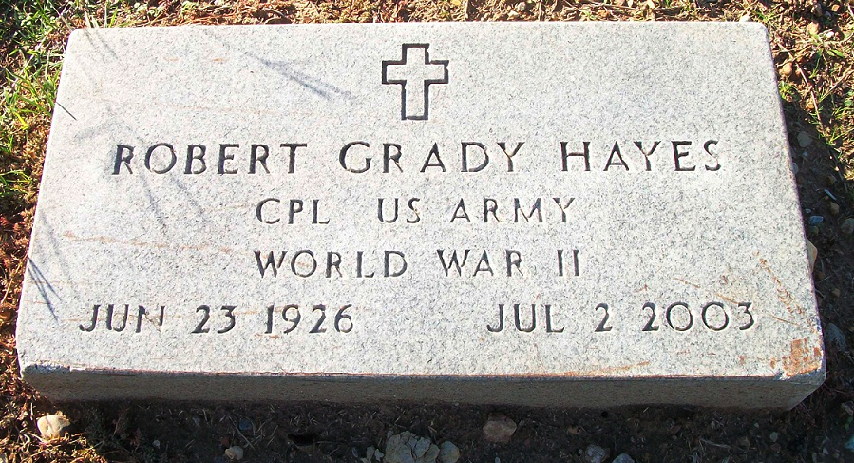 ROBERT GRADY HAYES
CPL US ARMY
WORLD WAR II
JUN 23 1926 JUL 2 2003